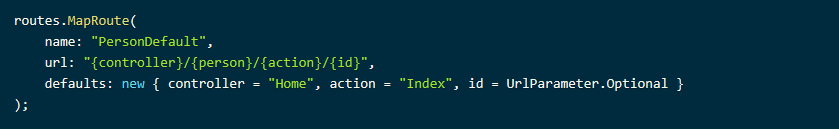 routes.MapRoute(
    name: "PersonDefault",
    url: "{controller}/{person}/{action}/{id}",
    defaults: new { controller = "Home", action = "Index", id = UrlParameter.Optional }
);